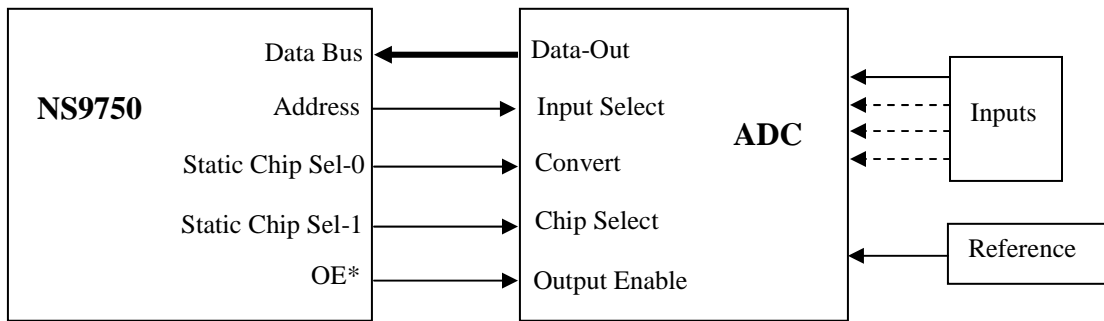 Data Bus
Data-Out
NS9750
Address
Input Select
ADC
Inputs
Static Chip Sel-0
Convert
Static Chip Sel-1
Chip Select
Reference
OE*
Output Enable